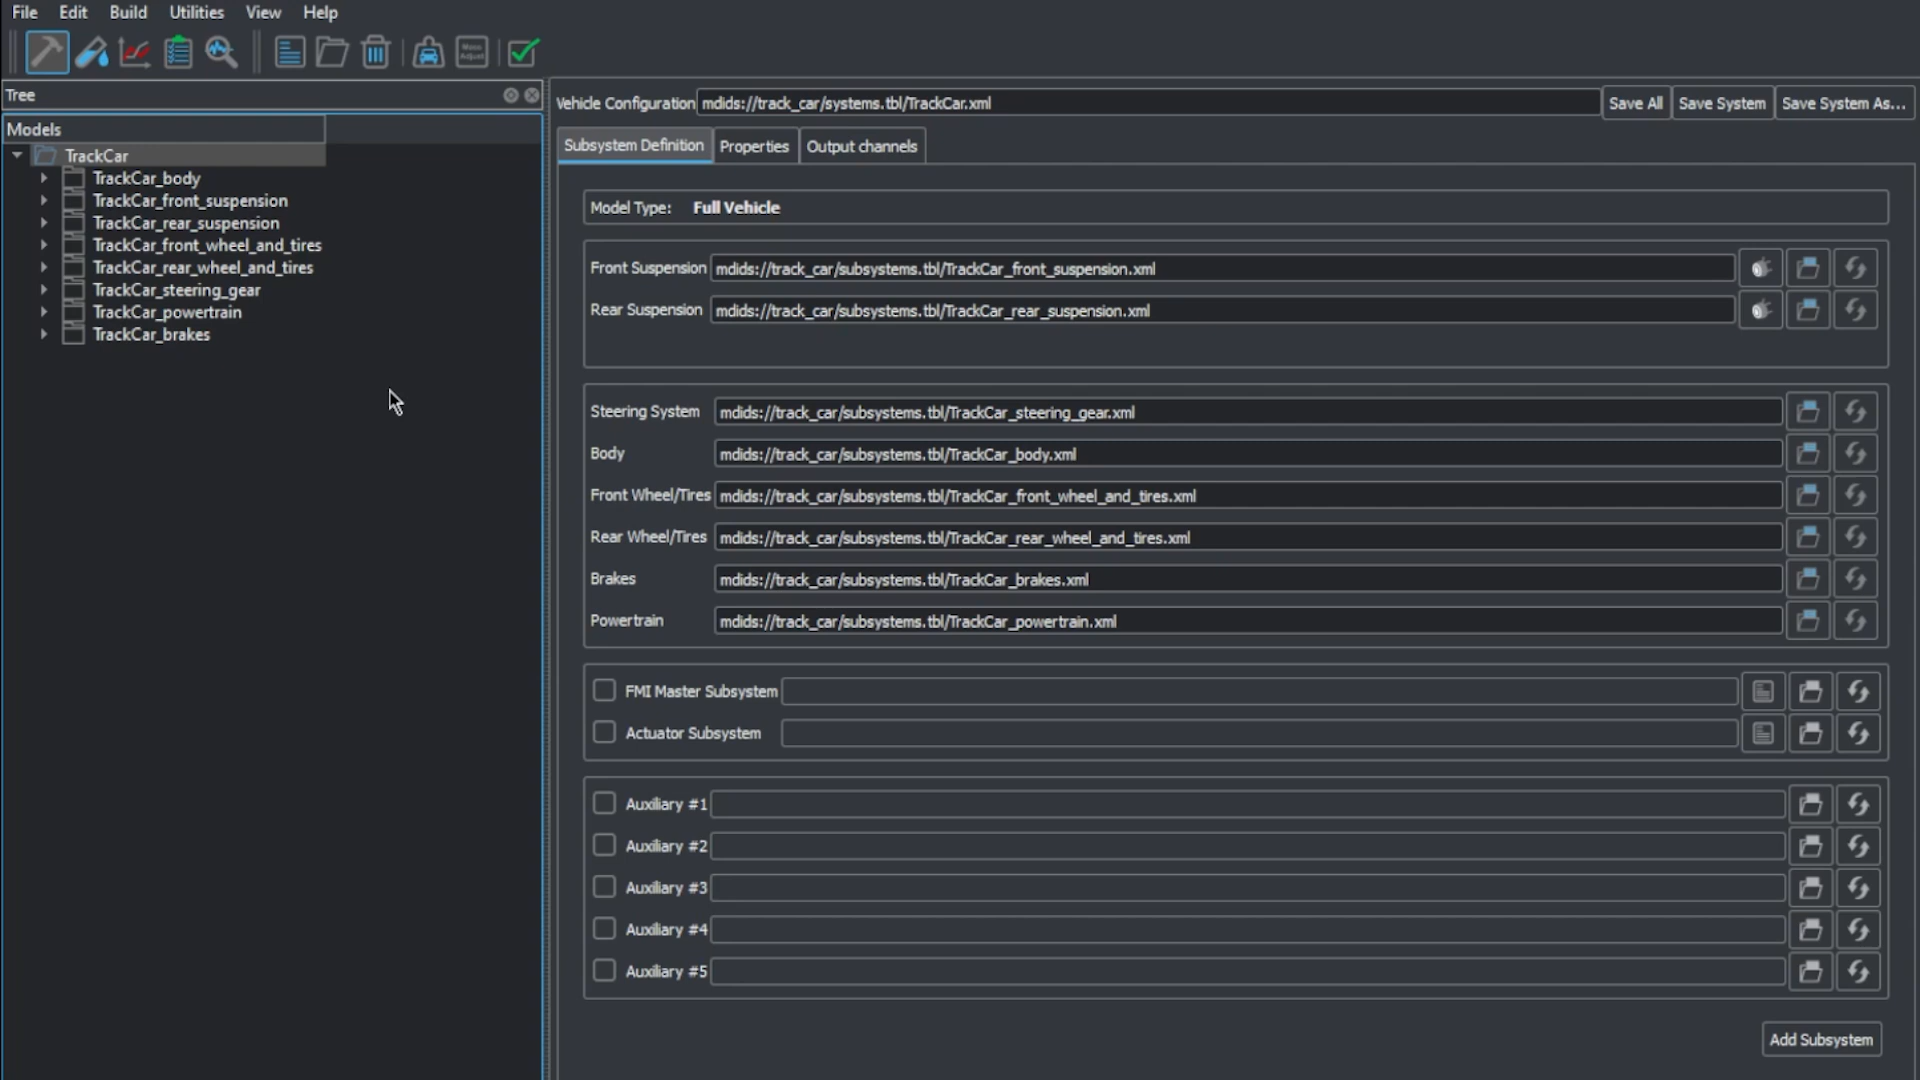 File Edit Build Utilities View Help
Mass Adjust
Tree
Models
TrackCar
TrackCar_body
TrackCar_front_suspension
TrackCar_rear_suspension
TrackCar_front_wheel_and_tires
TrackCar_rear_wheel_and_tires
TrackCar_steering_gear
TrackCar_powertrain
TrackCar_brakes
Vehicle Configuration mdids://track_car/systems.tbl/TrackCar.xml Save All Save System Save System As...
Subsystem Definition Properties Output channels
Model Type: Full Vehicle
Front Suspension mdids://track_car/subsystems.tbl/TrackCar_front_suspension.xml
Rear Suspension mdids://track_car/subsystems.tbl/TrackCar_rear_suspension.xml
Steering System mdids://track_car/subsystems.tbl/TrackCar_steering_gear.xml
Body mdids://track_car/subsystems.tbl/TrackCar_body.xml
Front Wheel/Tires mdids://track_car/subsystems.tbl/TrackCar_front_wheel_and_tires.xml
Rear Wheel/Tires mdids://track_car/subsystems.tbl/TrackCar_rear_wheel_and_tires.xml
Brakes mdids://track_car/subsystems.tbl/TrackCar_brakes.xml
Powertrain mdids://track_car/subsystems.tbl/TrackCar_powertrain.xml
FMI Master Subsystem
Actuator Subsystem
Auxiliary #1
Auxiliary #2
Auxiliary #3
Auxiliary #4
Auxiliary #5
Add Subsystem